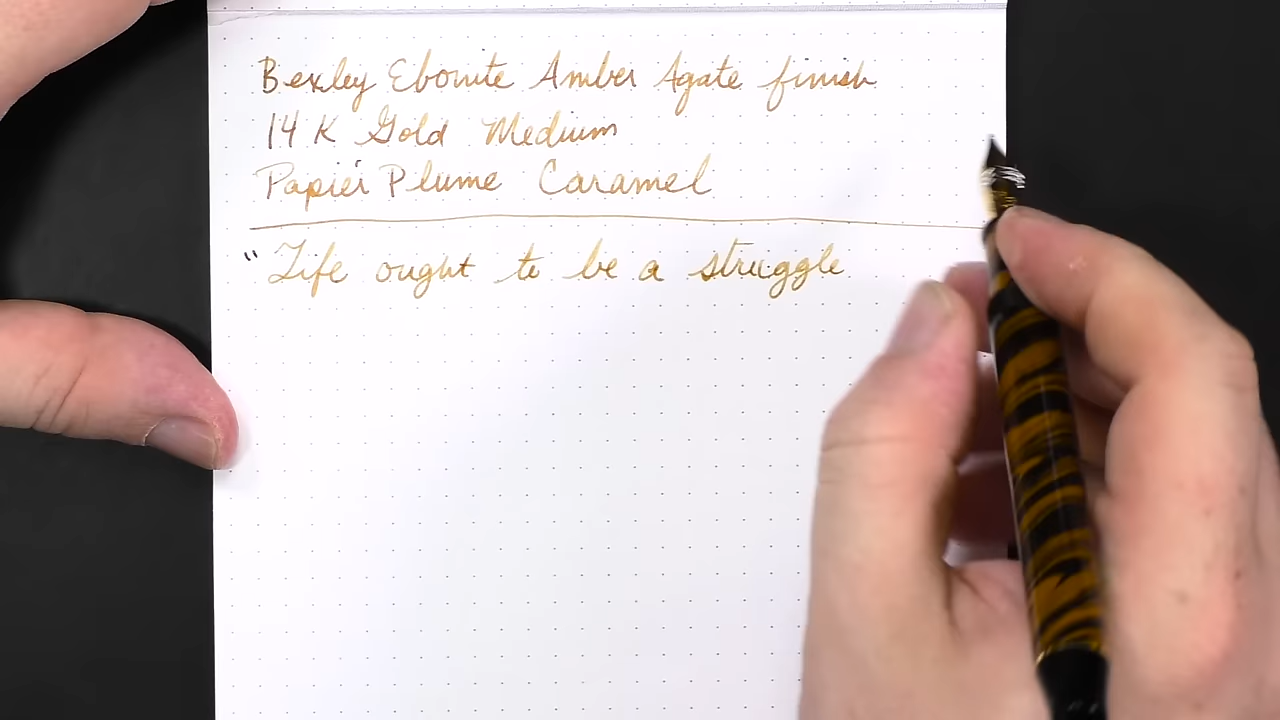 Bexley Ebonite Amber Agate finish
14 K Gold Medium
Papier Plume Caramel
"Life ought to be a struggle